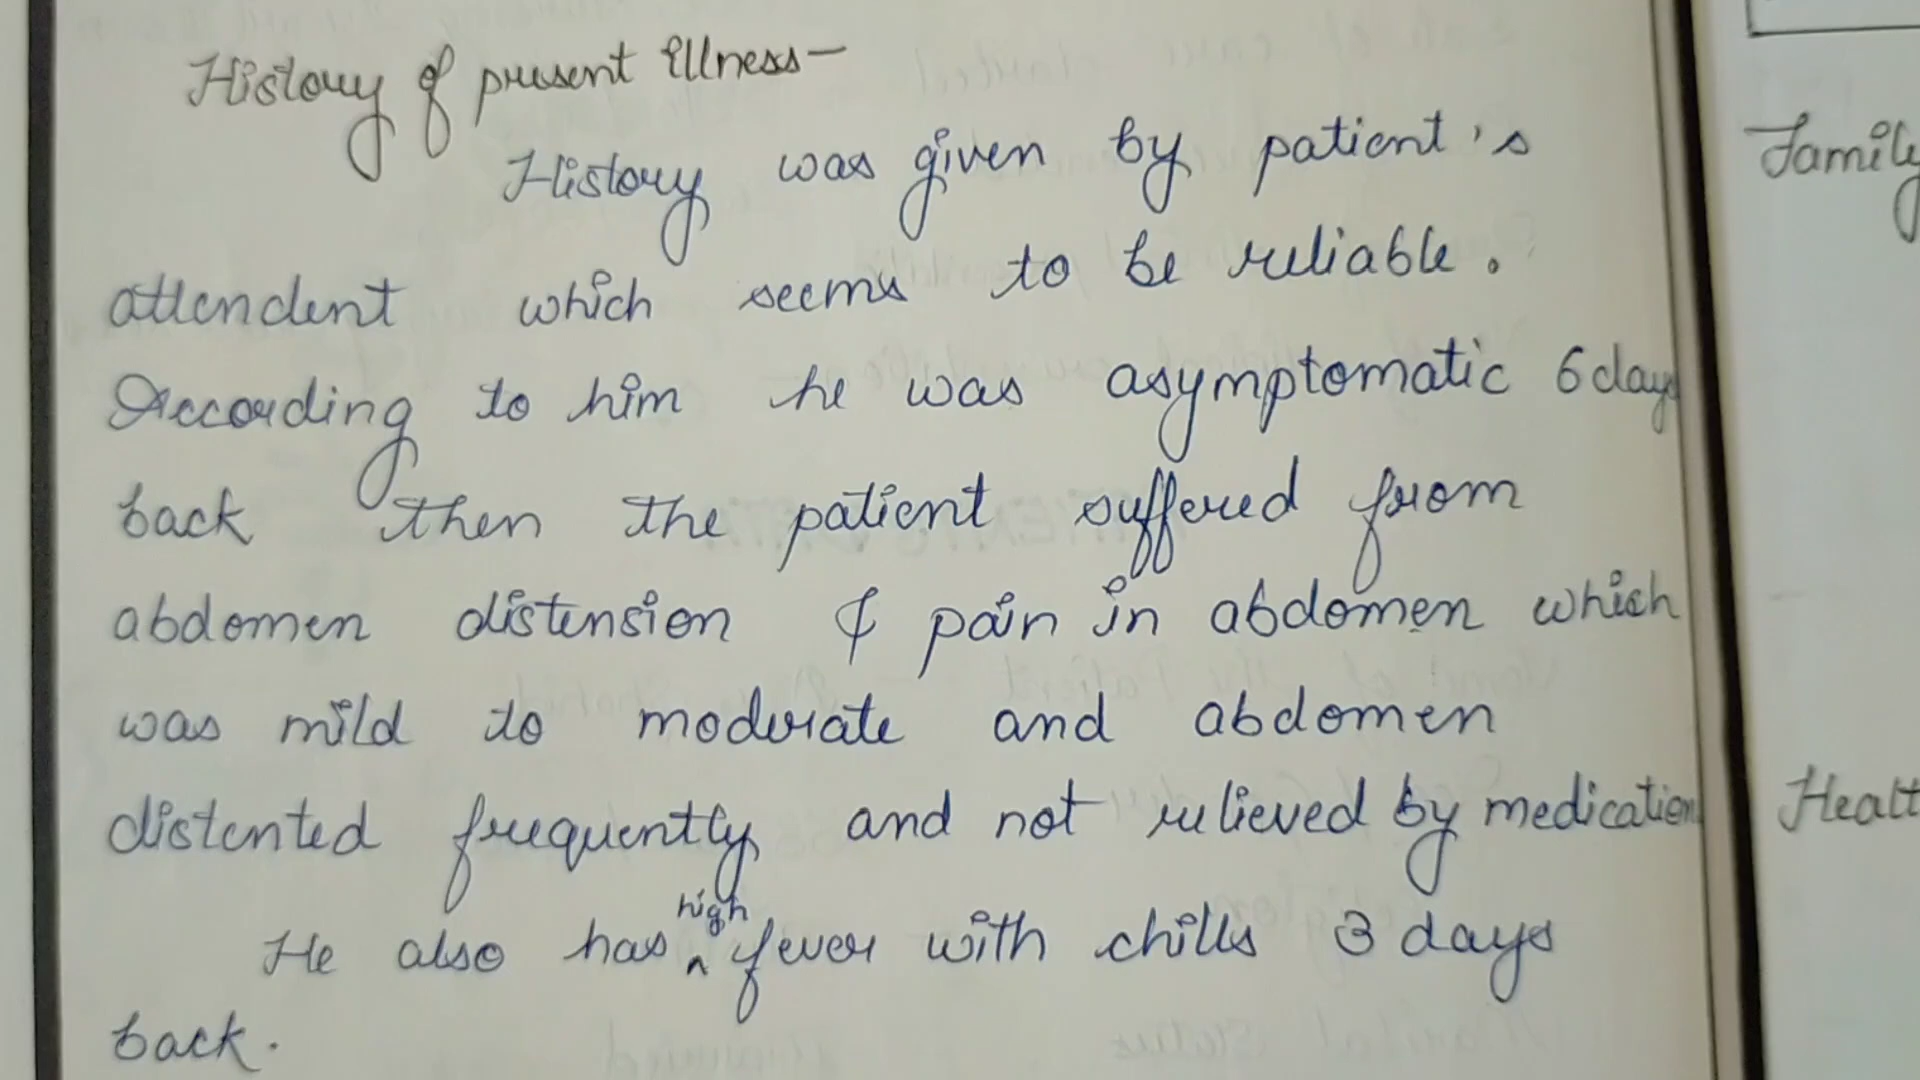 History of present illness—
History was given by patient's
attendent which seems to be reliable.
According to him he was asymptomatic 6 days
back then the patient suffered from
abdomen distension & pain in abdomen which
was mild to moderate and abdomen
distented frequently and not relieved by medication
He also has ^high fever with chills 3 days
back.
Family
Healt